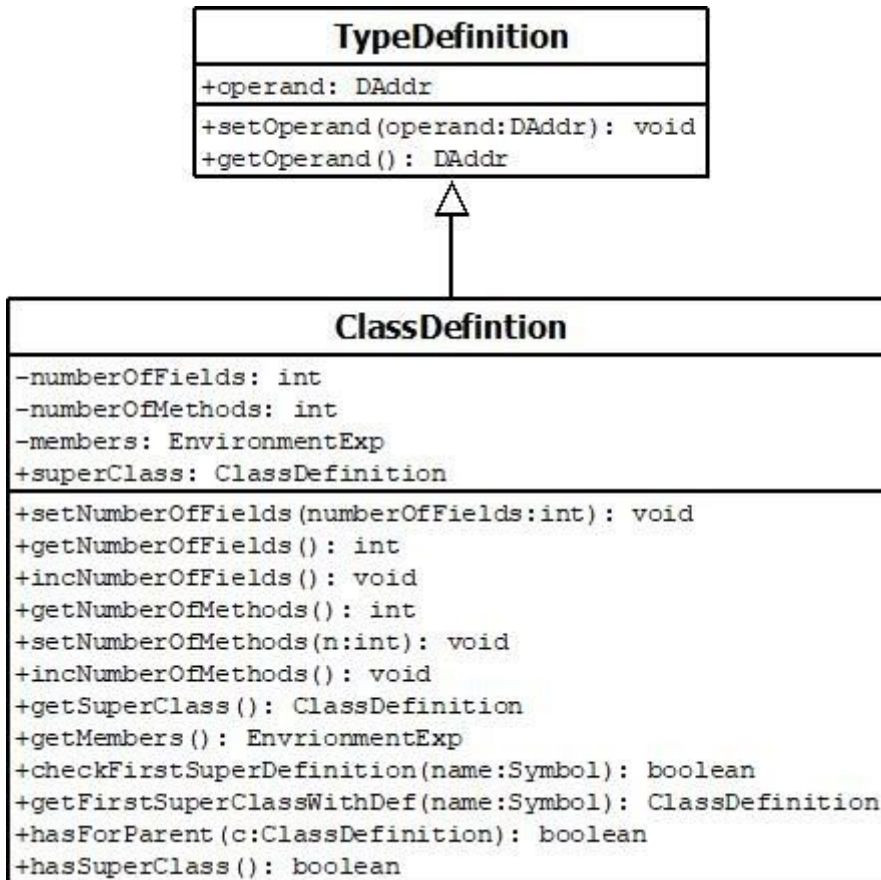 TypeDefinition
+operand: DAddr
+setOperand(operand:DAddr): void
+getOperand(): DAddr
ClassDefintion
-numberOfFields: int
-numberOfMethods: int
-members: EnvironmentExp
+superClass: ClassDefinition
+setNumberOfFields(numberOfFields:int): void
+getNumberOfFields(): int
+incNumberOfFields(): void
+getNumberOfMethods(): int
+setNumberOfMethods(n:int): void
+incNumberOfMethods(): void
+getSuperClass(): ClassDefinition
+getMembers(): EnvrionmentExp
+checkFirstSuperDefinition(name:Symbol): boolean
+getFirstSuperClassWithDef(name:Symbol): ClassDefinition
+hasForParent(c:ClassDefinition): boolean
+hasSuperClass(): boolean